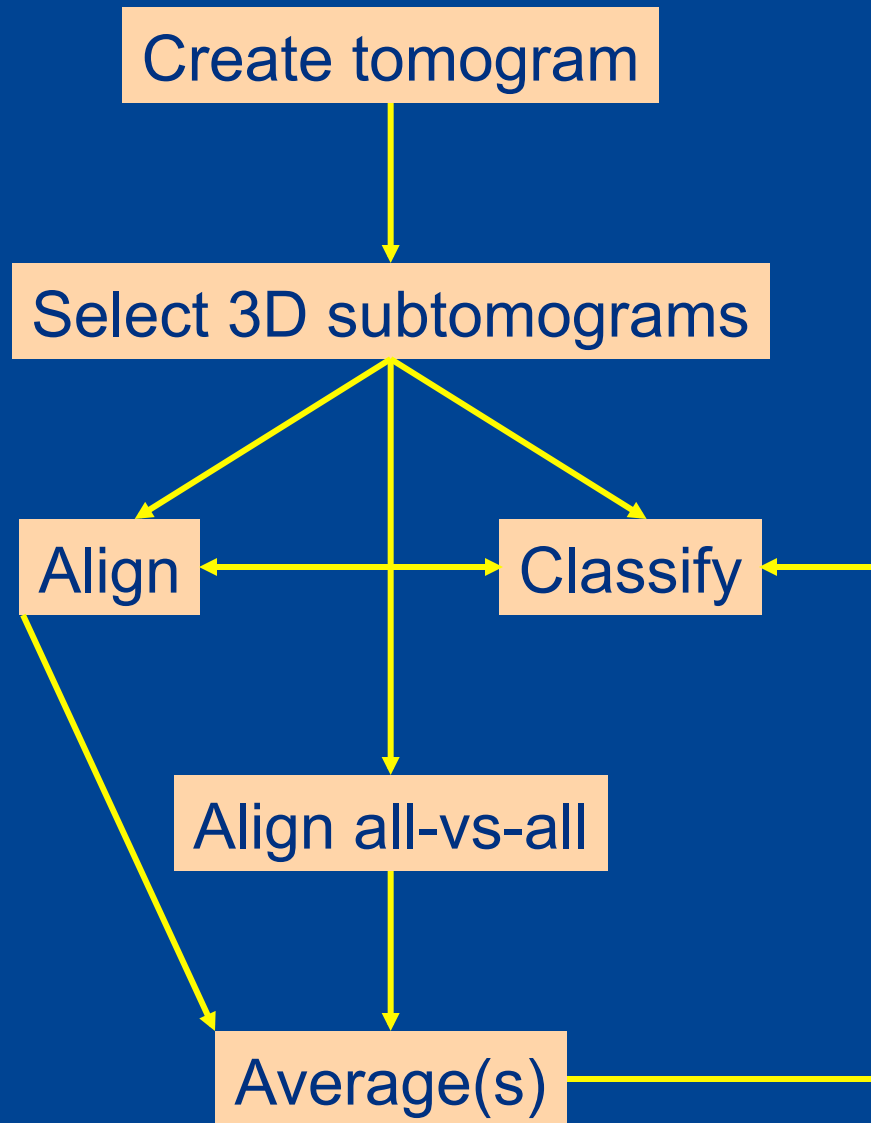 Create tomogram
Select 3D subtomograms
Align
Classify
Align all-vs-all
Average(s)